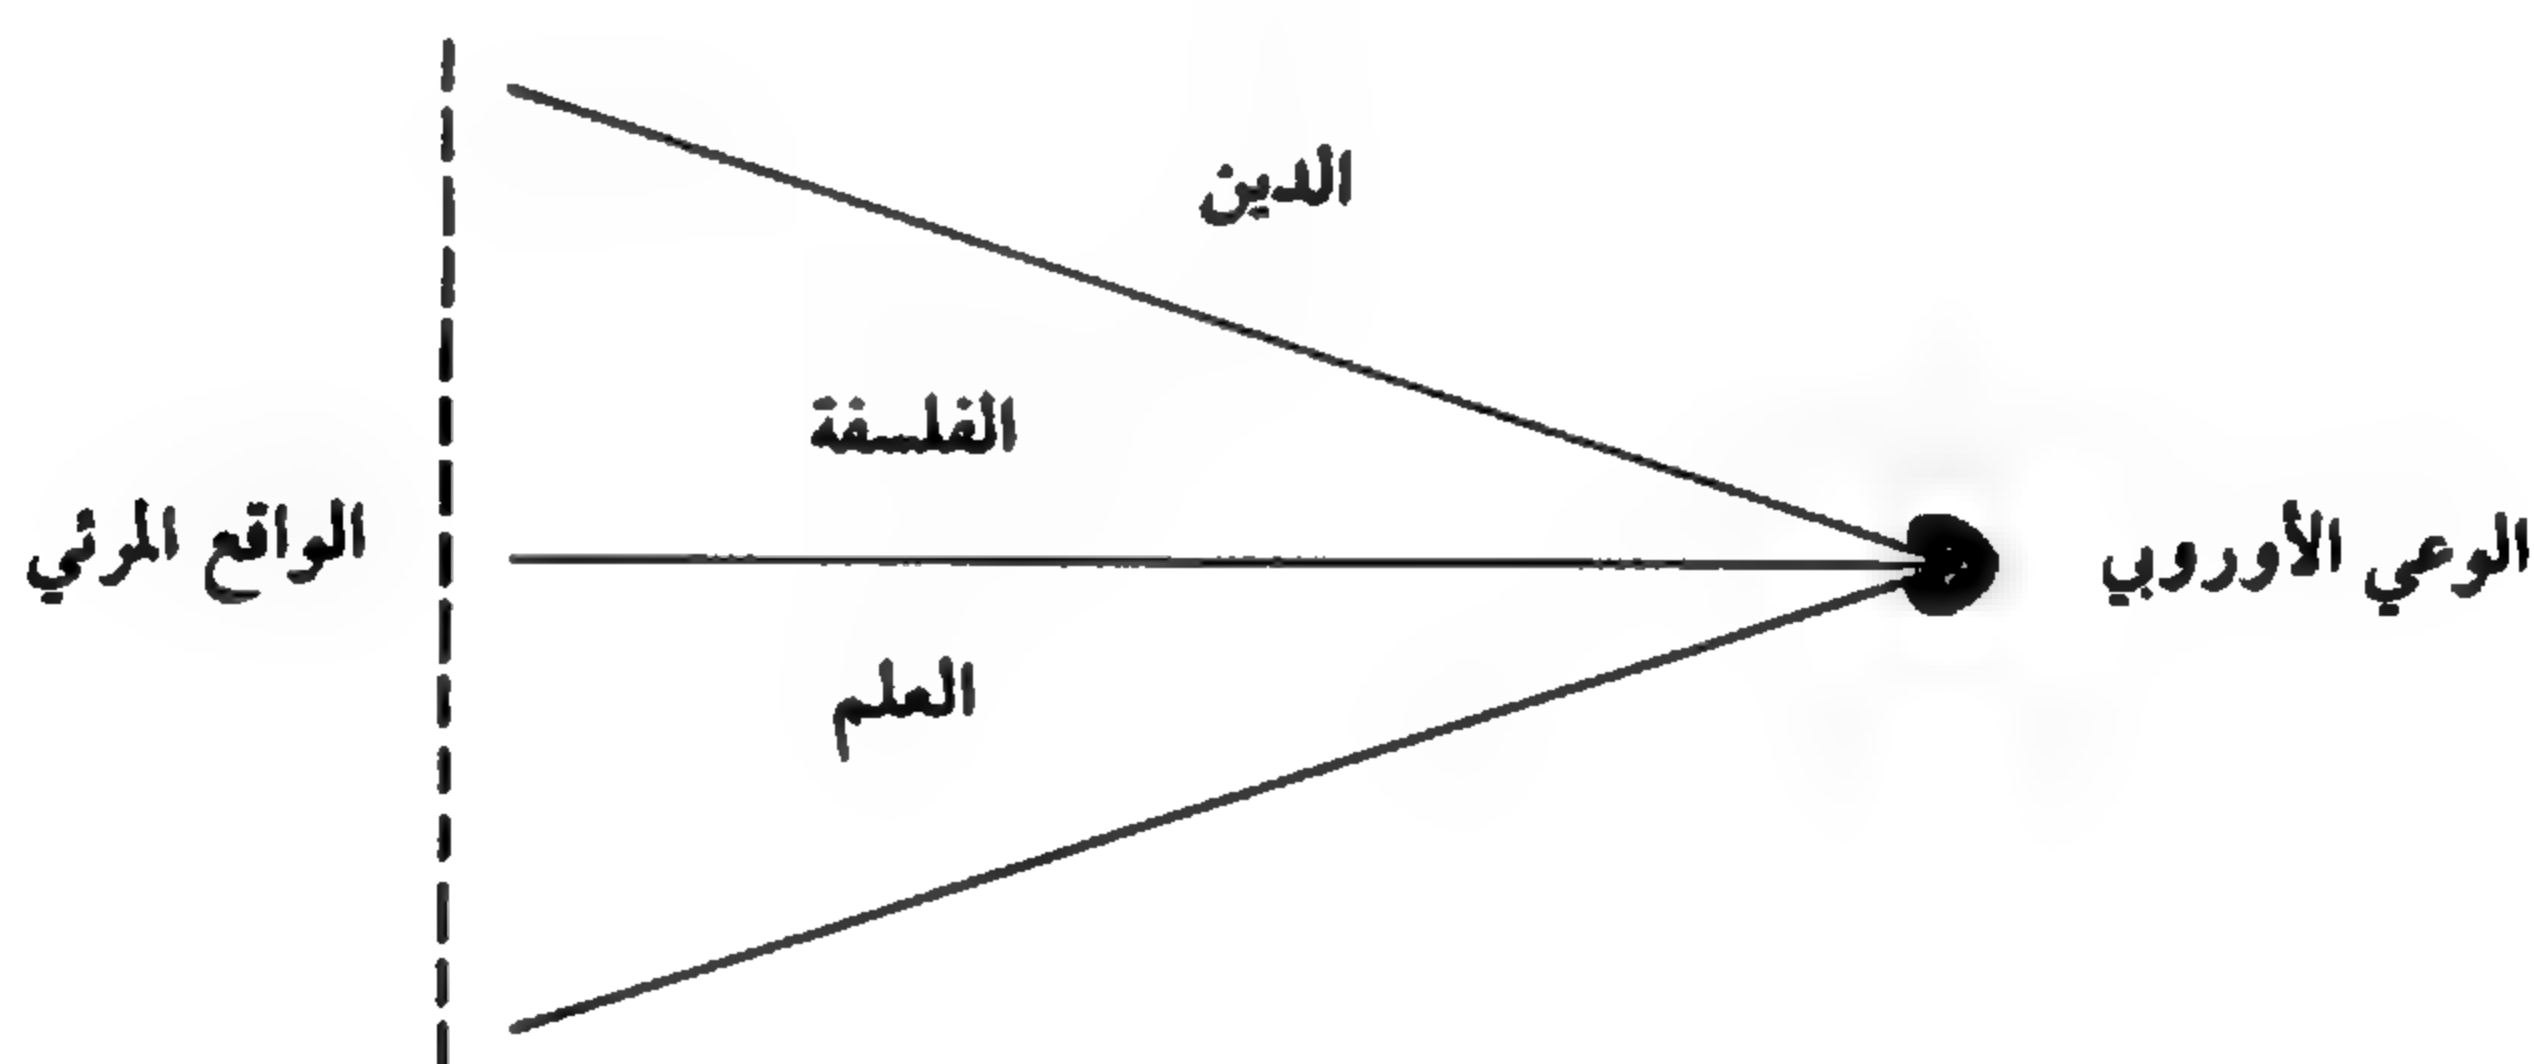 الدين
الفلسفة
الوعي الأوروبي
الواقع المرئي
العلم